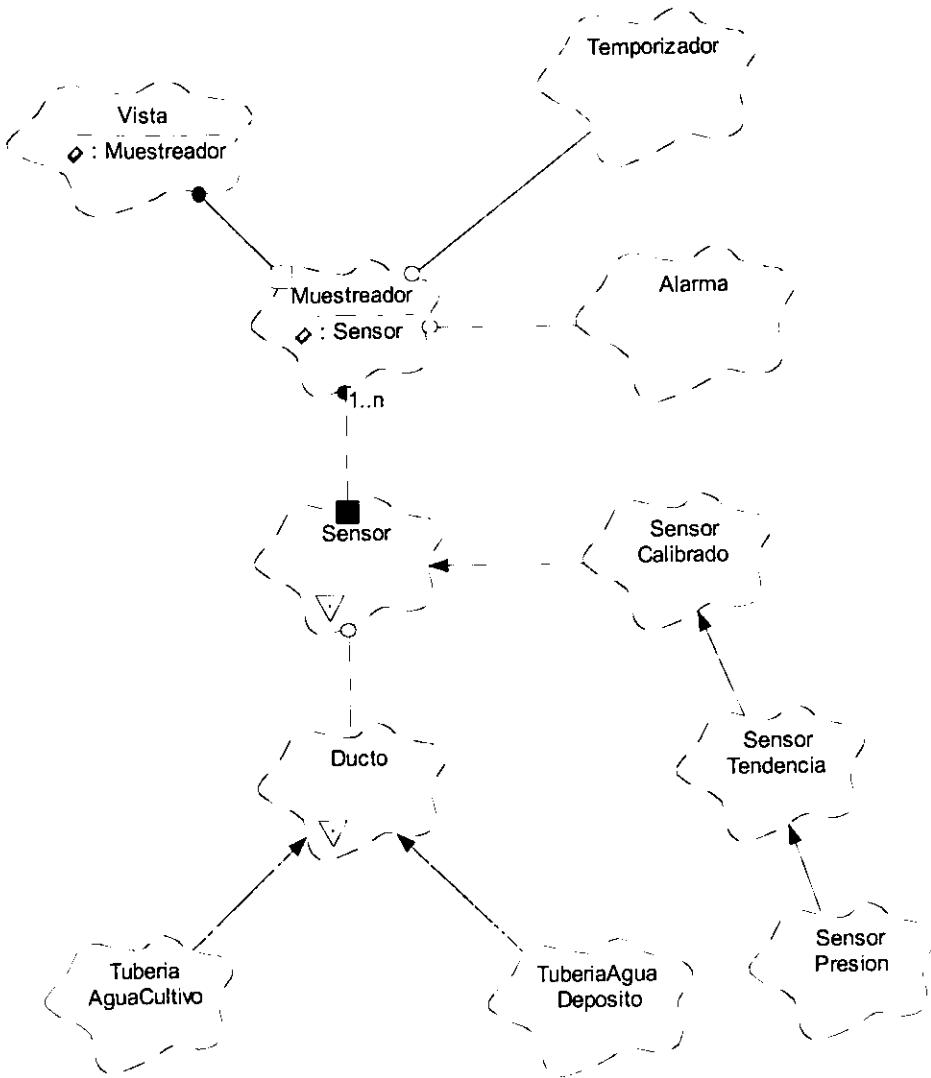 Temporizador
Vista
: Muestreador
Alarma
Muestreador
: Sensor
1..n
Sensor
Sensor
Calibrado
Ducto
Sensor
Tendencia
Sensor
Presion
Tuberia
AguaCultivo
TuberiaAgua
Deposito